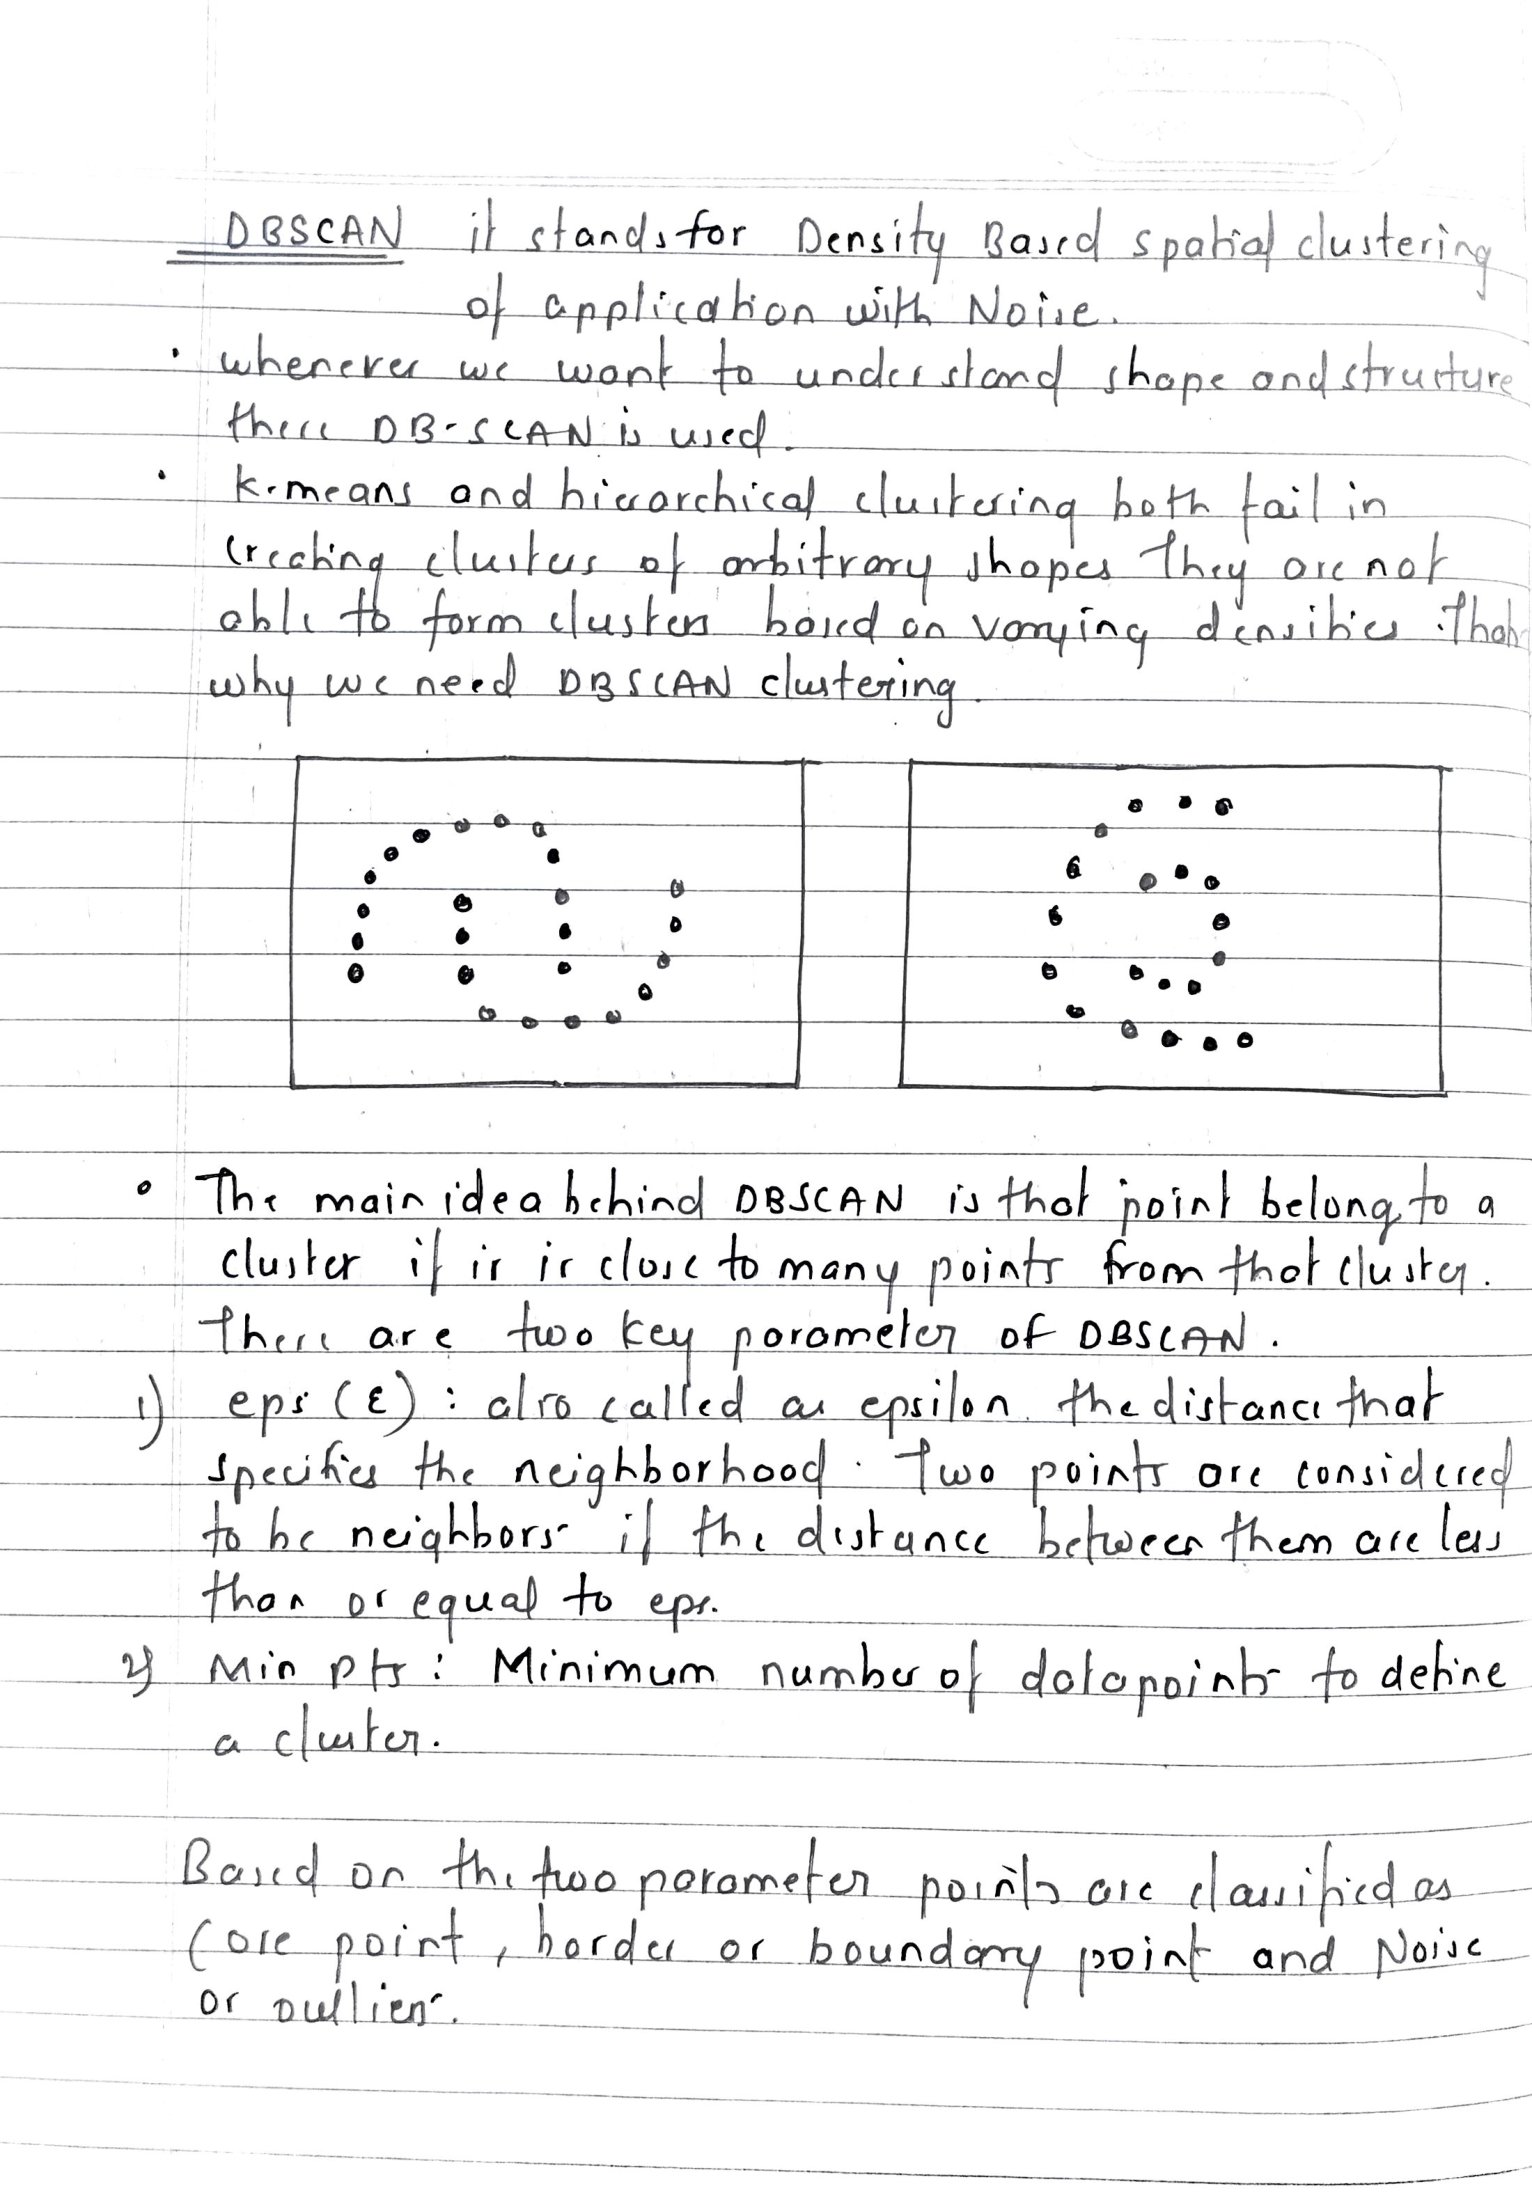 DBSCAN it stands for Density Based spatial clustering
of application with Noise.
• whenever we want to understand shape and structure
there DB-SCAN is used.
• k-means and hierarchical clustering both fail in
creating clusters of arbitrary shapes They are not
able to form clusters based on varying densities. Thats
why we need DBSCAN clustering.
• The main idea behind DBSCAN is that point belong to a
cluster if is is close to many points from that cluster.
There are two key parameter of DBSCAN.
1) eps (ε) : also called as epsilon. the distance that
specifies the neighborhood. Two points are considered
to be neighbors if the distance between them are less
than or equal to eps.
2) Min pts : Minimum number of datapoints to define
a cluster.
Based on the two parameter points are classified as
Core point, border or boundary point and Noise
or outlier.